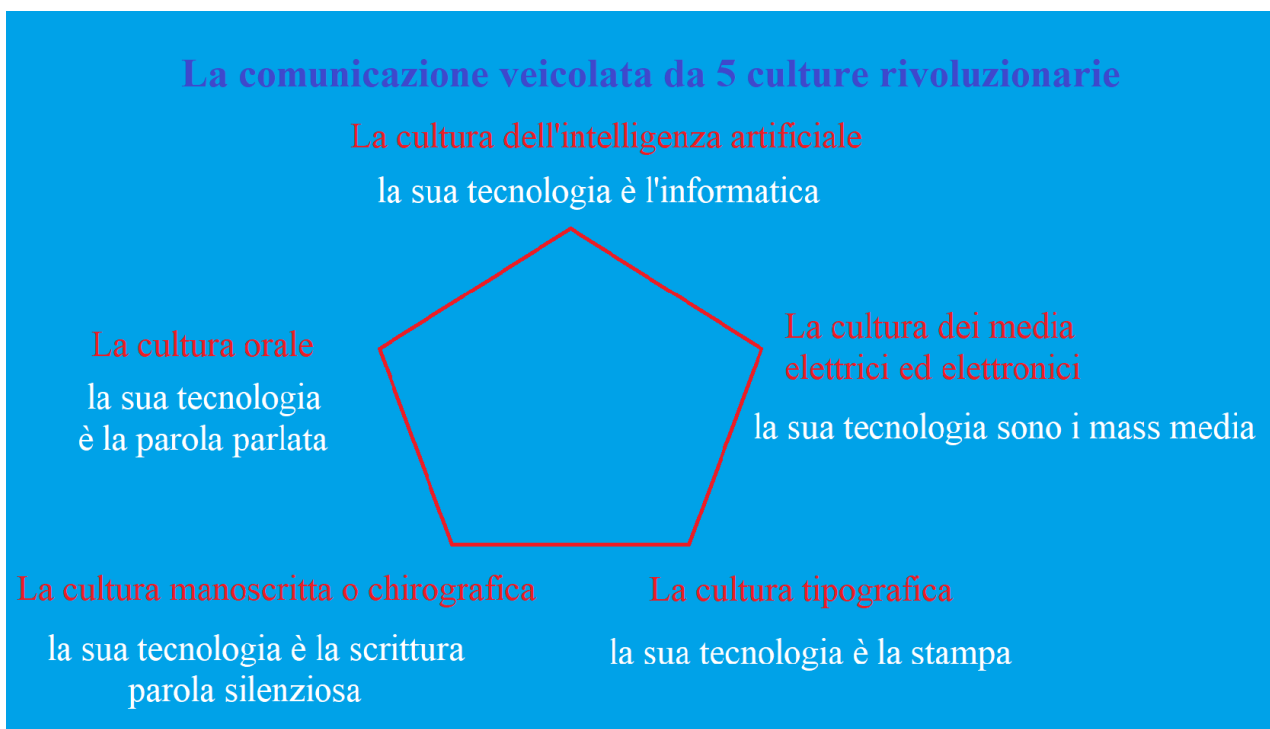 La comunicazione veicolata da 5 culture rivoluzionarie
La cultura dell'intelligenza artificiale
la sua tecnologia è l'informatica
La cultura orale
la sua tecnologia
è la parola parlata
La cultura dei media
elettrici ed elettronici
la sua tecnologia sono i mass media
La cultura manoscritta o chirografica
la sua tecnologia è la scrittura
parola silenziosa
La cultura tipografica
la sua tecnologia è la stampa